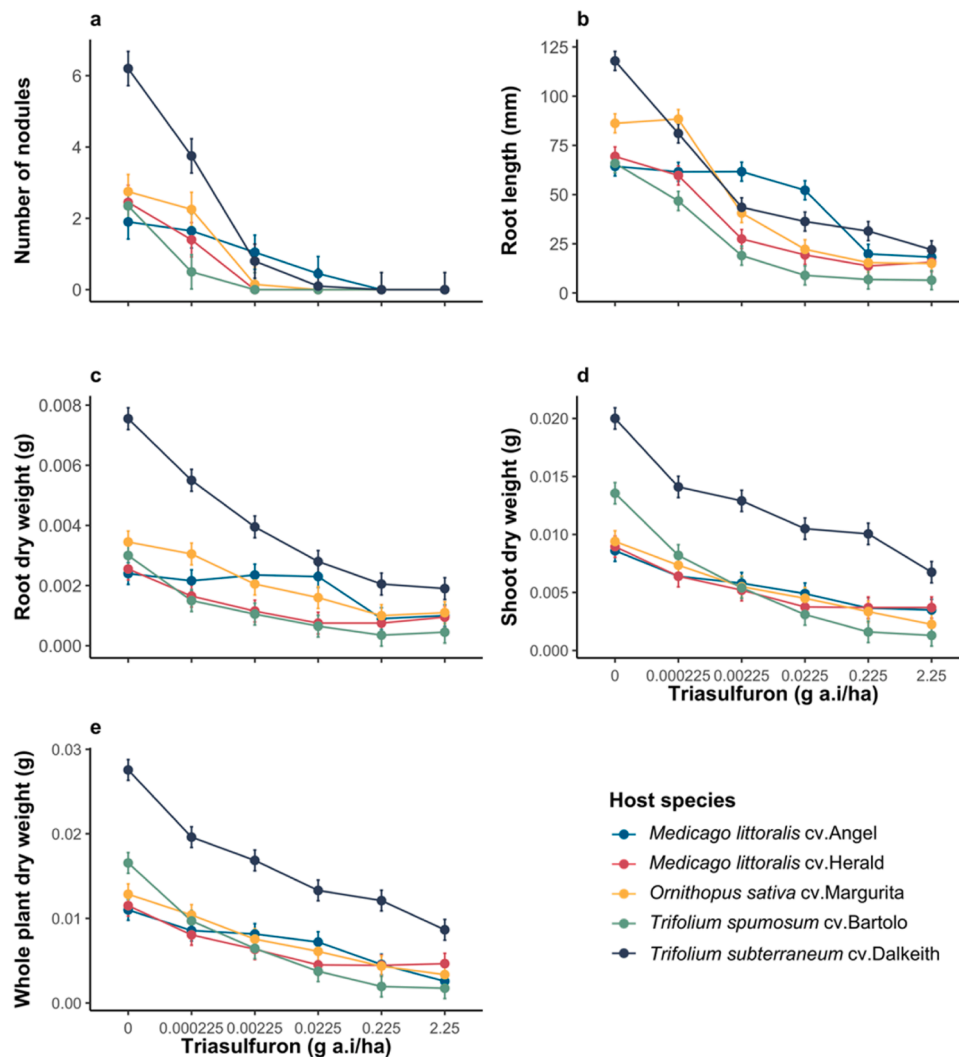 a
Number of nodules
6
4
2
0
b
Root length (mm)
125
100
75
50
25
0
c
Root dry weight (g)
0.008
0.006
0.004
0.002
0.000
d
Shoot dry weight (g)
0.020
0.015
0.010
0.005
0.000
0 0.000225 0.00225 0.0225 0.225 2.25
Triasulfuron (g a.i/ha)
e
Whole plant dry weight (g)
0.03
0.02
0.01
0.00
0 0.000225 0.00225 0.0225 0.225 2.25
Triasulfuron (g a.i/ha)
Host species
Medicago littoralis cv.Angel
Medicago littoralis cv.Herald
Ornithopus sativa cv.Margurita
Trifolium spumosum cv.Bartolo
Trifolium subterraneum cv.Dalkeith